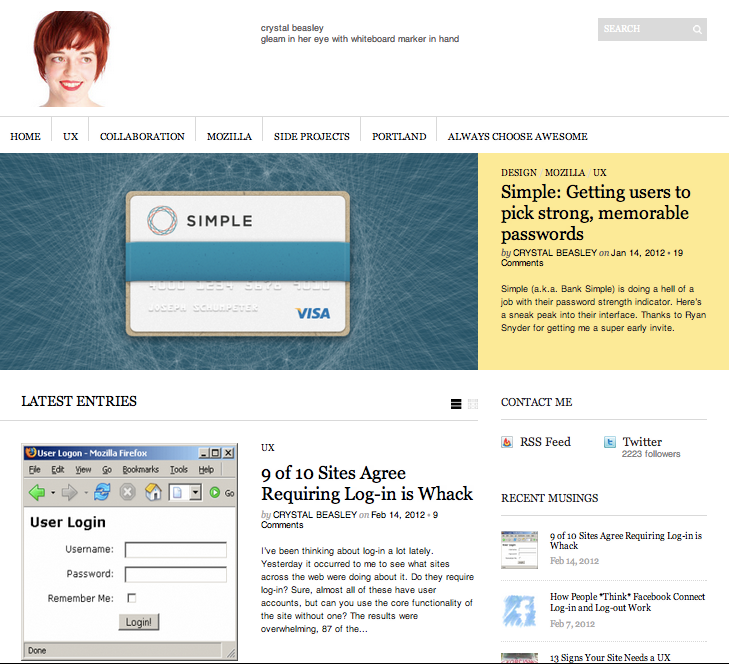 crystal beasley
gleam in her eye with whiteboard marker in hand
SEARCH
HOME
UX
COLLABORATION
MOZILLA
SIDE PROJECTS
PORTLAND
ALWAYS CHOOSE AWESOME
SIMPLE
JOSEPH SCHUMPETER
VISA
DESIGN / MOZILLA / UX
Simple: Getting users to
pick strong, memorable
passwords
by CRYSTAL BEASLEY on Jan 14, 2012 • 19
Comments
Simple (a.k.a. Bank Simple) is doing a hell of a
job with their password strength indicator. Here's
a sneak peak into their interface. Thanks to Ryan
Snyder for getting me a super early invite.
LATEST ENTRIES
User Logon - Mozilla Firefox
File Edit View Go Bookmarks Tools Help
Go
User Login
Username:
Password:
Remember Me:
Login!
Done
UX
9 of 10 Sites Agree
Requiring Log-in is Whack
by CRYSTAL BEASLEY on Feb 14, 2012 • 9
Comments
I've been thinking about log-in a lot lately.
Yesterday it occurred to me to see what sites
across the web were doing about it. Do they require
log-in? Sure, almost all of these have user
accounts, but can you use the core functionality of
the site without one? The results were
overwhelming, 87 of the...
CONTACT ME
RSS Feed
Twitter
2223 followers
RECENT MUSINGS
9 of 10 Sites Agree Requiring Log-in is
Whack
Feb 14, 2012
How People *Think* Facebook Connect
Log-in and Log-out Work
Feb 7, 2012
13 Signs Your Site Needs a UX